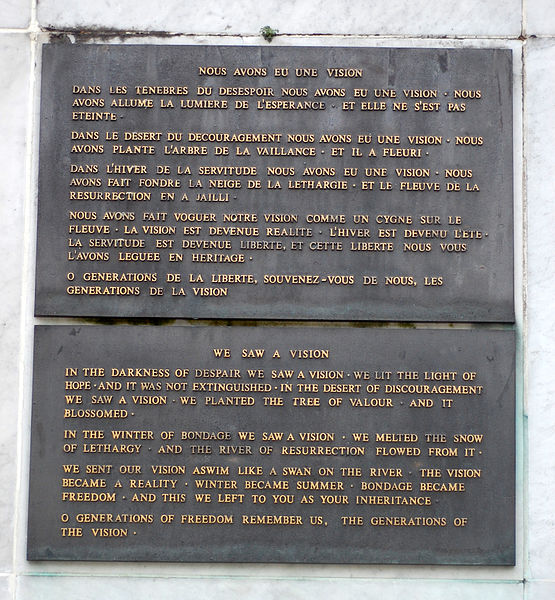 NOUS AVONS EU UNE VISION
DANS LES TENEBRES DU DESESPOIR NOUS AVONS EU UNE VISION · NOUS
AVONS ALLUME LA LUMIERE DE L'ESPERANCE · ET ELLE NE S'EST PAS
ETEINTE ·
DANS LE DESERT DU DECOURAGEMENT NOUS AVONS EU UNE VISION · NOUS
AVONS PLANTE L'ARBRE DE LA VAILLANCE · ET IL A FLEURI ·
DANS L'HIVER DE LA SERVITUDE NOUS AVONS EU UNE VISION · NOUS
AVONS FAIT FONDRE LA NEIGE DE LA LETHARGIE · ET LE FLEUVE DE LA
RESURRECTION EN A JAILLI ·
NOUS AVONS FAIT VOGUER NOTRE VISION COMME UN CYGNE SUR LE
FLEUVE · LA VISION EST DEVENUE REALITE · L'HIVER EST DEVENU L'ETE ·
LA SERVITUDE EST DEVENUE LIBERTE, ET CETTE LIBERTE NOUS VOUS
L'AVONS LEGUEE EN HERITAGE ·
O GENERATIONS DE LA LIBERTE, SOUVENEZ-VOUS DE NOUS, LES
GENERATIONS DE LA VISION
WE SAW A VISION
IN THE DARKNESS OF DESPAIR WE SAW A VISION · WE LIT THE LIGHT OF
HOPE · AND IT WAS NOT EXTINGUISHED · IN THE DESERT OF DISCOURAGEMENT
WE SAW A VISION · WE PLANTED THE TREE OF VALOUR · AND IT
BLOSSOMED ·
IN THE WINTER OF BONDAGE WE SAW A VISION · WE MELTED THE SNOW
OF LETHARGY · AND THE RIVER OF RESURRECTION FLOWED FROM IT ·
WE SENT OUR VISION ASWIM LIKE A SWAN ON THE RIVER · THE VISION
BECAME A REALITY · WINTER BECAME SUMMER · BONDAGE BECAME
FREEDOM · AND THIS WE LEFT TO YOU AS YOUR INHERITANCE ·
O GENERATIONS OF FREEDOM REMEMBER US, THE GENERATIONS OF
THE VISION ·